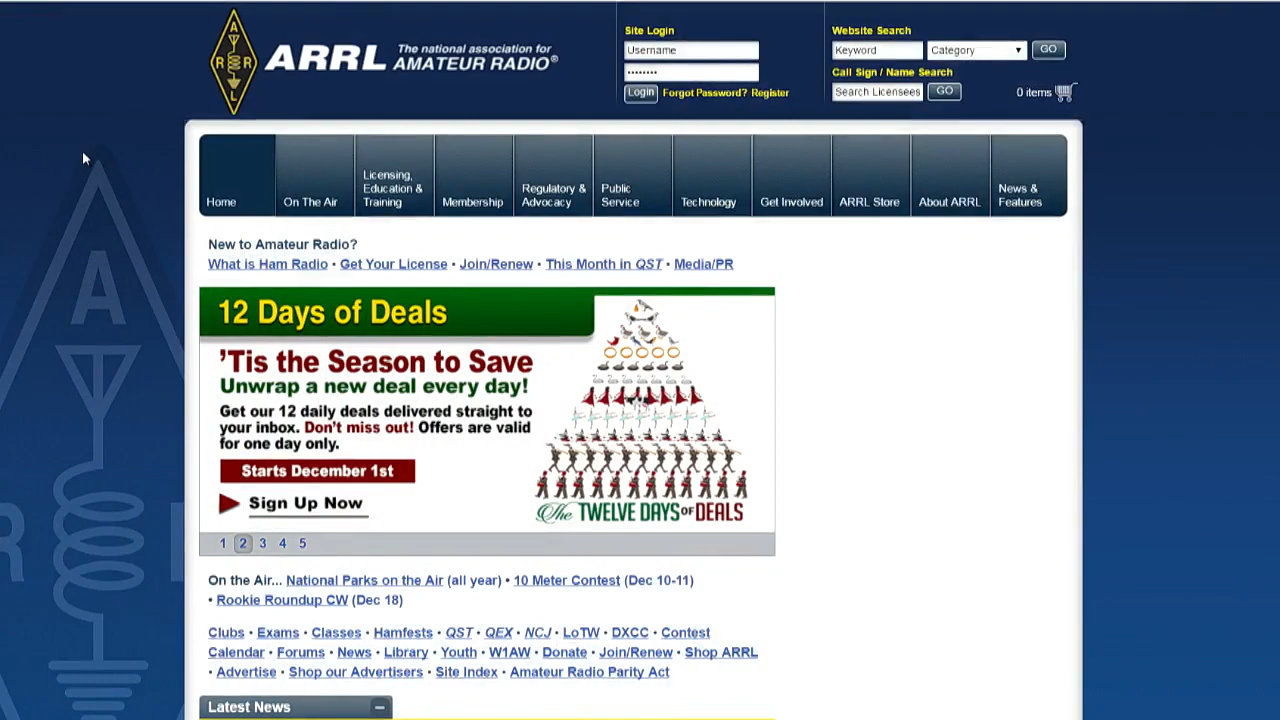 A
R R
L
ARRL The national association for
AMATEUR RADIO®
Site Login
Username
••••••••
Login Forgot Password? Register
Website Search
Keyword Category GO
Call Sign / Name Search
Search Licensees GO
0 items
Home
On The Air
Licensing,
Education &
Training
Membership
Regulatory &
Advocacy
Public
Service
Technology
Get Involved
ARRL Store
About ARRL
News &
Features
New to Amateur Radio?
What is Ham Radio • Get Your License • Join/Renew • This Month in QST • Media/PR
12 Days of Deals
'Tis the Season to Save
Unwrap a new deal every day!
Get our 12 daily deals delivered straight to
your inbox. Don't miss out! Offers are valid
for one day only.
Starts December 1st
Sign Up Now
The TWELVE DAYS OF DEALS
1 2 3 4 5
On the Air... National Parks on the Air (all year) • 10 Meter Contest (Dec 10-11)
• Rookie Roundup CW (Dec 18)
Clubs • Exams • Classes • Hamfests • QST • QEX • NCJ • LoTW • DXCC • Contest
Calendar • Forums • News • Library • Youth • W1AW • Donate • Join/Renew • Shop ARRL
• Advertise • Shop our Advertisers • Site Index • Amateur Radio Parity Act
Latest News
A
R R